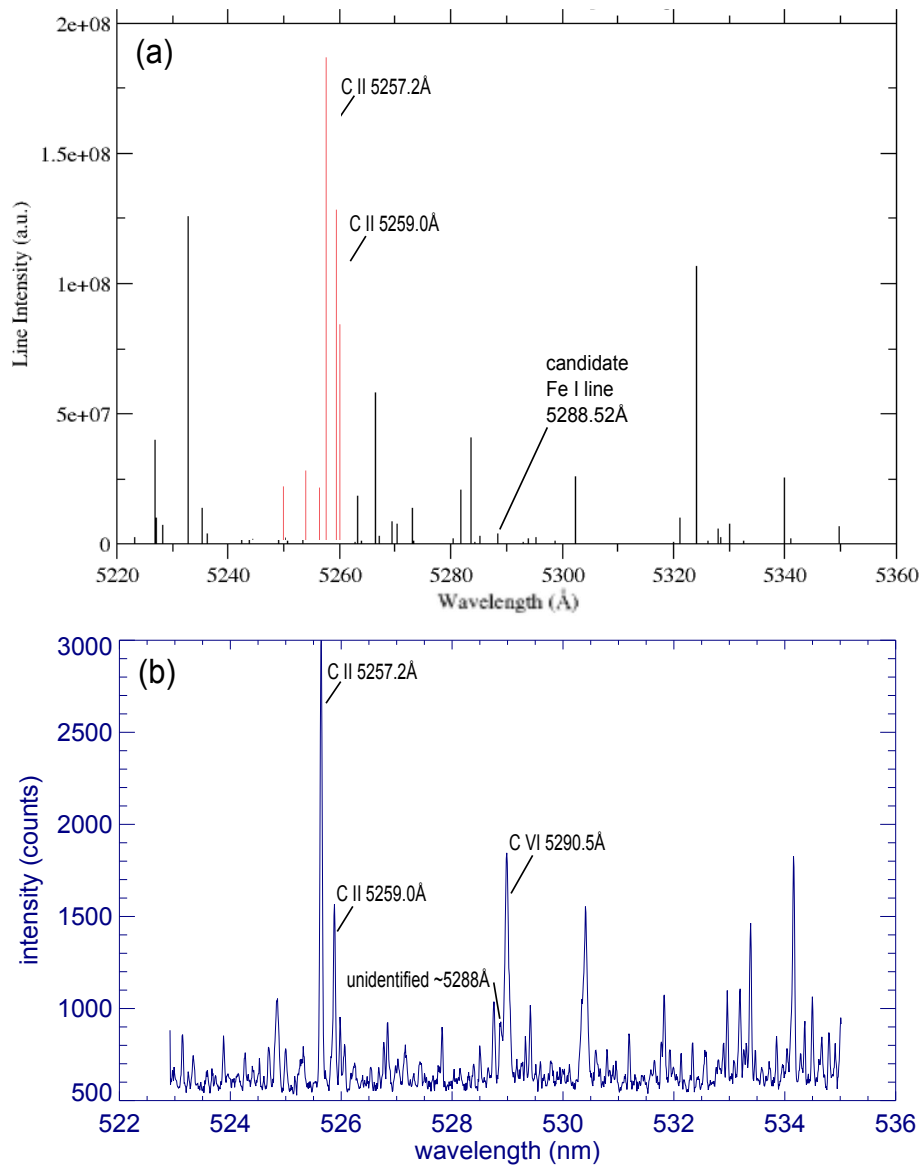 (a)
2e+08
1.5e+08
1e+08
5e+07
0
Line Intensity (a.u.)
C II 5257.2Å
C II 5259.0Å
candidate
Fe I line
5288.52Å
5220
5240
5260
5280
5300
5320
5340
5360
Wavelength (Å)
(b)
3000
2500
2000
1500
1000
500
intensity (counts)
C II 5257.2Å
C VI 5290.5Å
C II 5259.0Å
unidentified ~5288Å
522
524
526
528
530
532
534
536
wavelength (nm)